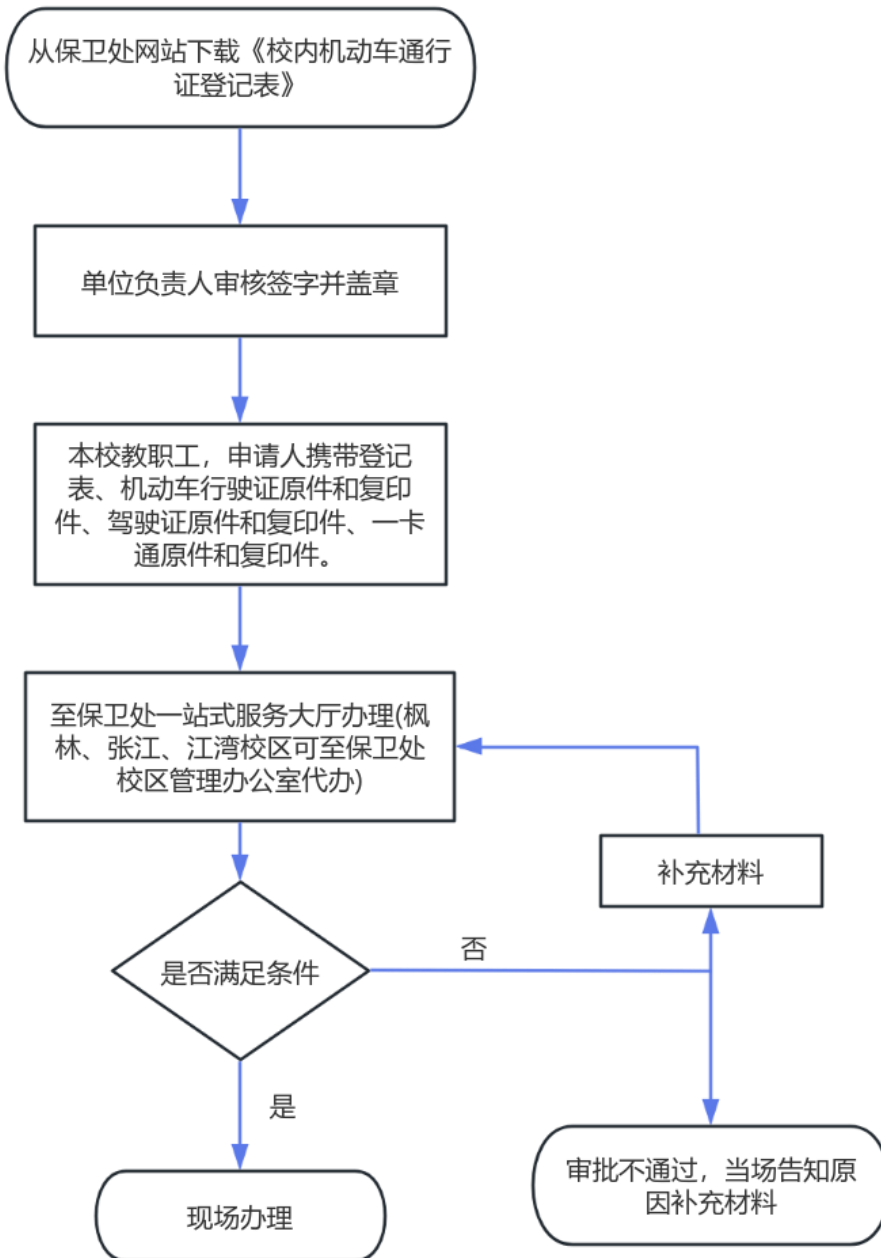 从保卫处网站下载《校内机动车通行
证登记表》
单位负责人审核签字并盖章
本校教职工，申请人携带登记
表、机动车行驶证原件和复印
件、驾驶证原件和复印件、一卡
通原件和复印件。
至保卫处一站式服务大厅办理(枫
林、张江、江湾校区可至保卫处
校区管理办公室代办)
补充材料
是否满足条件
否
是
审批不通过，当场告知原
因补充材料
现场办理